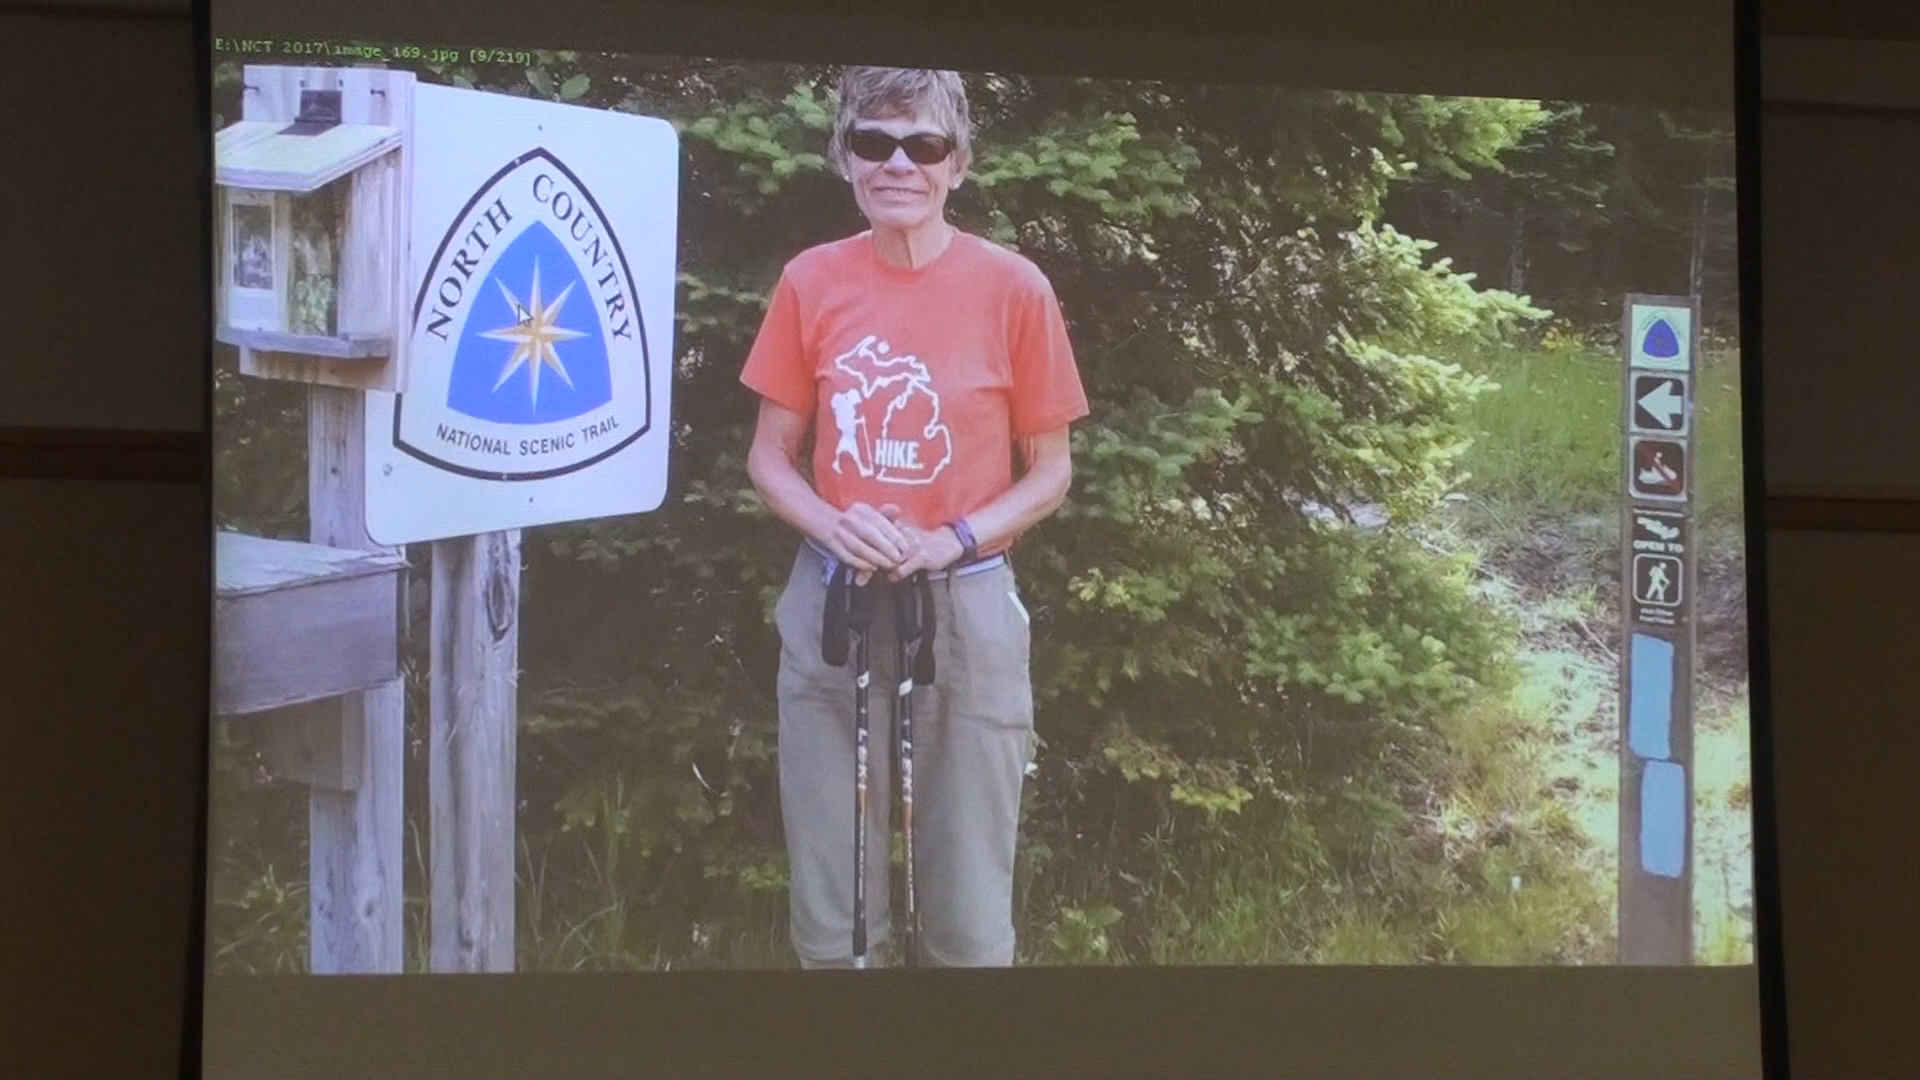 E:\NCT 2017\image_169.jpg [9/219]
NORTH COUNTRY
NATIONAL SCENIC TRAIL
HIKE.
LEKI
LEKI
OPEN TO